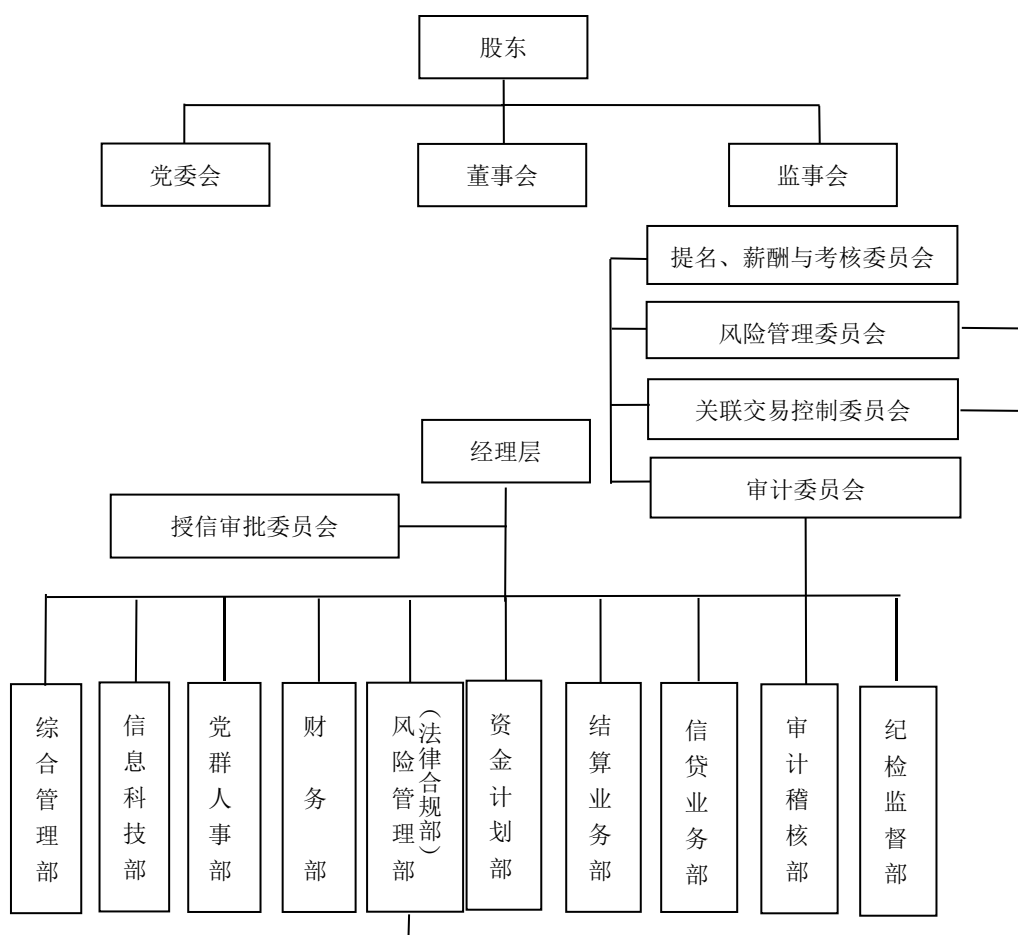 股东
党委会
董事会
监事会
提名、薪酬与考核委员会
风险管理委员会
关联交易控制委员会
经理层
审计委员会
授信审批委员会
综合管理部
信息科技部
党群人事部
财务部
风险管理部
（法律合规部）
资金计划部
结算业务部
信贷业务部
审计稽核部
纪检监督部